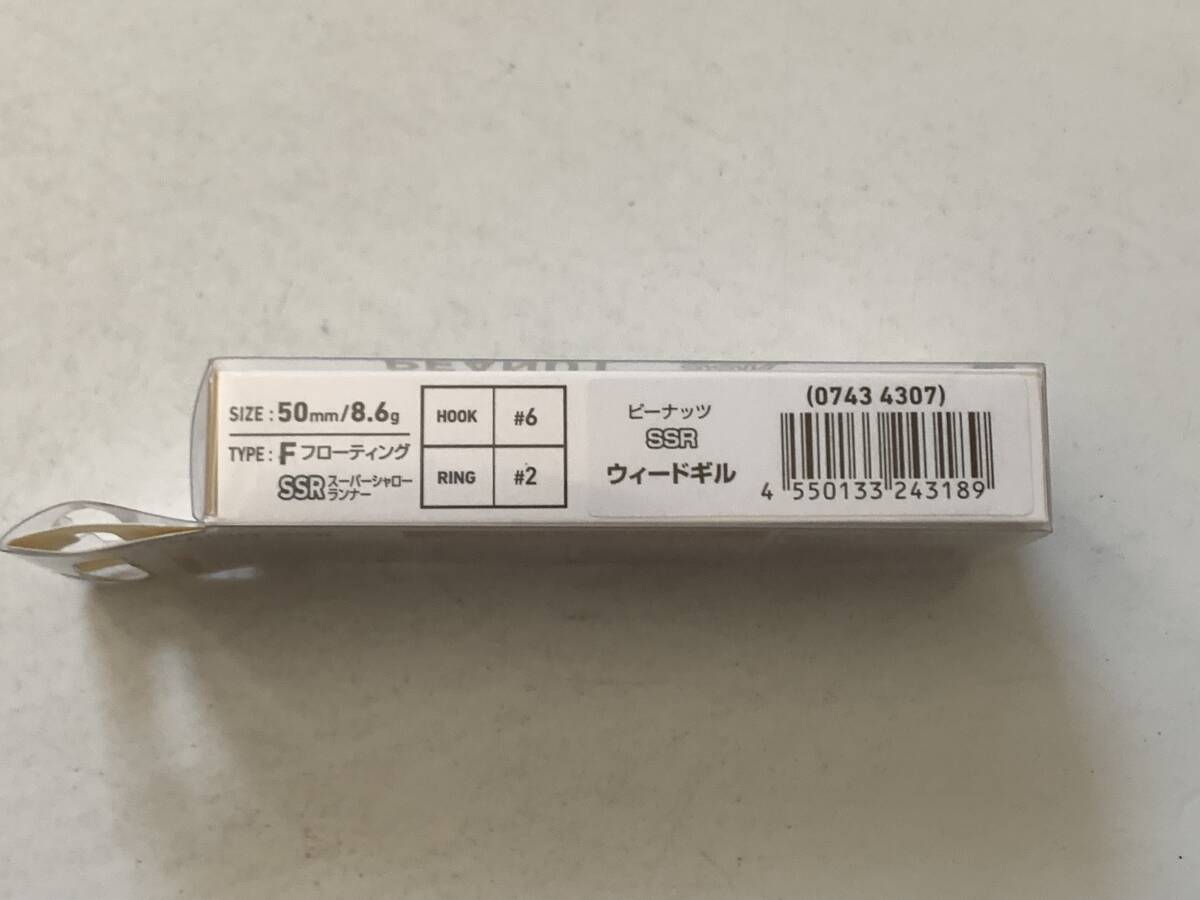 PEANUT
SIZE : 50mm/8.6g
TYPE : F フローティング
SSR スーパーシャロー
ランナー
HOOK #6
RING #2
ピーナッツ
SSR
ウィードギル
(0743 4307)
4 550133 243189